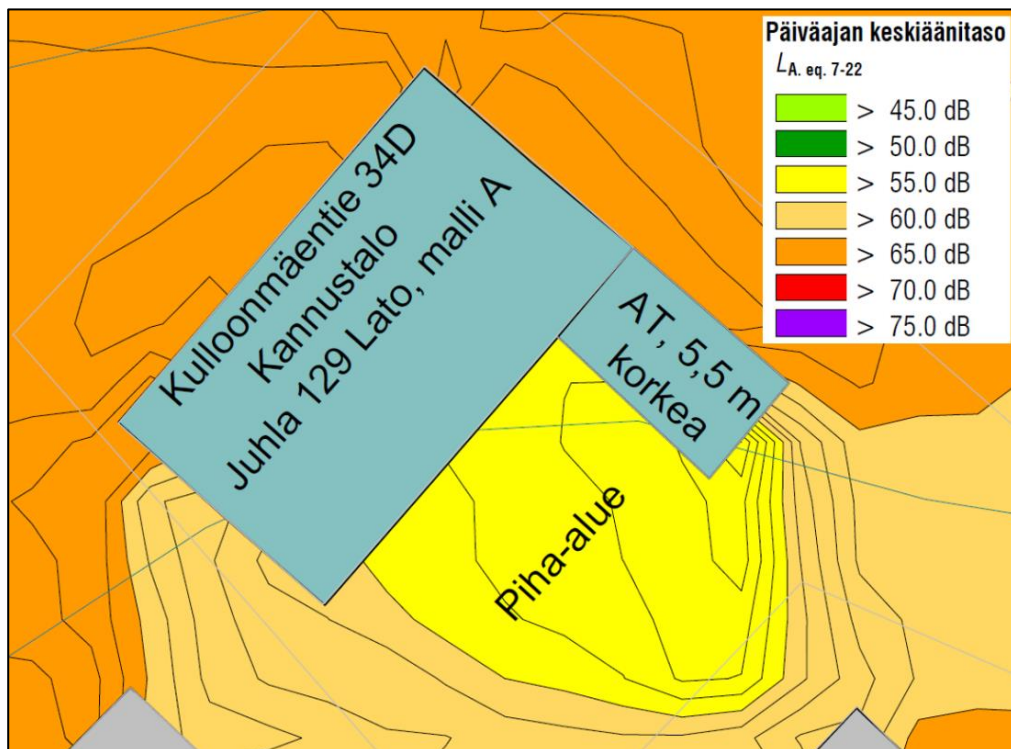 Päiväajan keskiäänitaso
LA. eq. 7-22
> 45.0 dB
> 50.0 dB
> 55.0 dB
> 60.0 dB
> 65.0 dB
> 70.0 dB
> 75.0 dB
Kulloonmäentie 34D
Kannustalo
Juhla 129 Lato, malli A
AT, 5,5 m
korkea
Piha-alue